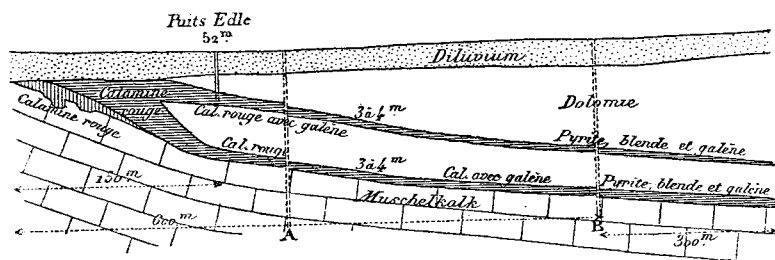 Puits Edle
52m
Diluvium
Calamine
rouge
Calamine rouge
Cal. rouge avec galène
3 à 4m
Dolomie
Pyrite, blende et galène
Cal. rouge
3 à 4m
Cal. avec galène
Pyrite, blende et galène
150m
Muschelkalk
600m
A
B
300m